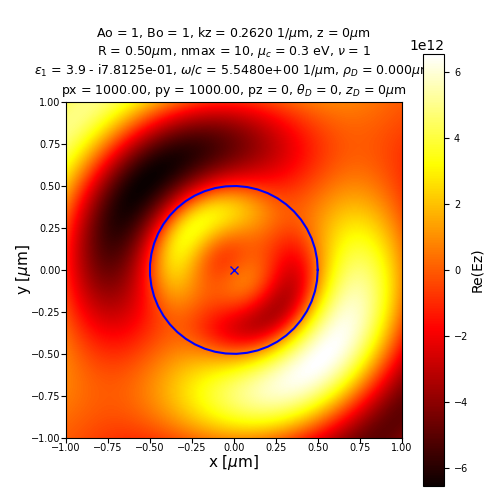 Ao = 1, Bo = 1, kz = 0.2620 1/μm, z = 0μm
R = 0.50μm, nmax = 10, μc = 0.3 eV, ν = 1
ε1 = 3.9 - i7.8125e-01, ω/c = 5.5480e+00 1/μm, ρD = 0.000μm
px = 1000.00, py = 1000.00, pz = 0, θD = 0, zD = 0μm
1e12
1.00
0.75
0.50
0.25
0.00
−0.25
−0.50
−0.75
−1.00
y [μm]
−1.00 −0.75 −0.50 −0.25 0.00 0.25 0.50 0.75 1.00
x [μm]
6
4
2
0
−2
−4
−6
Re(Ez)